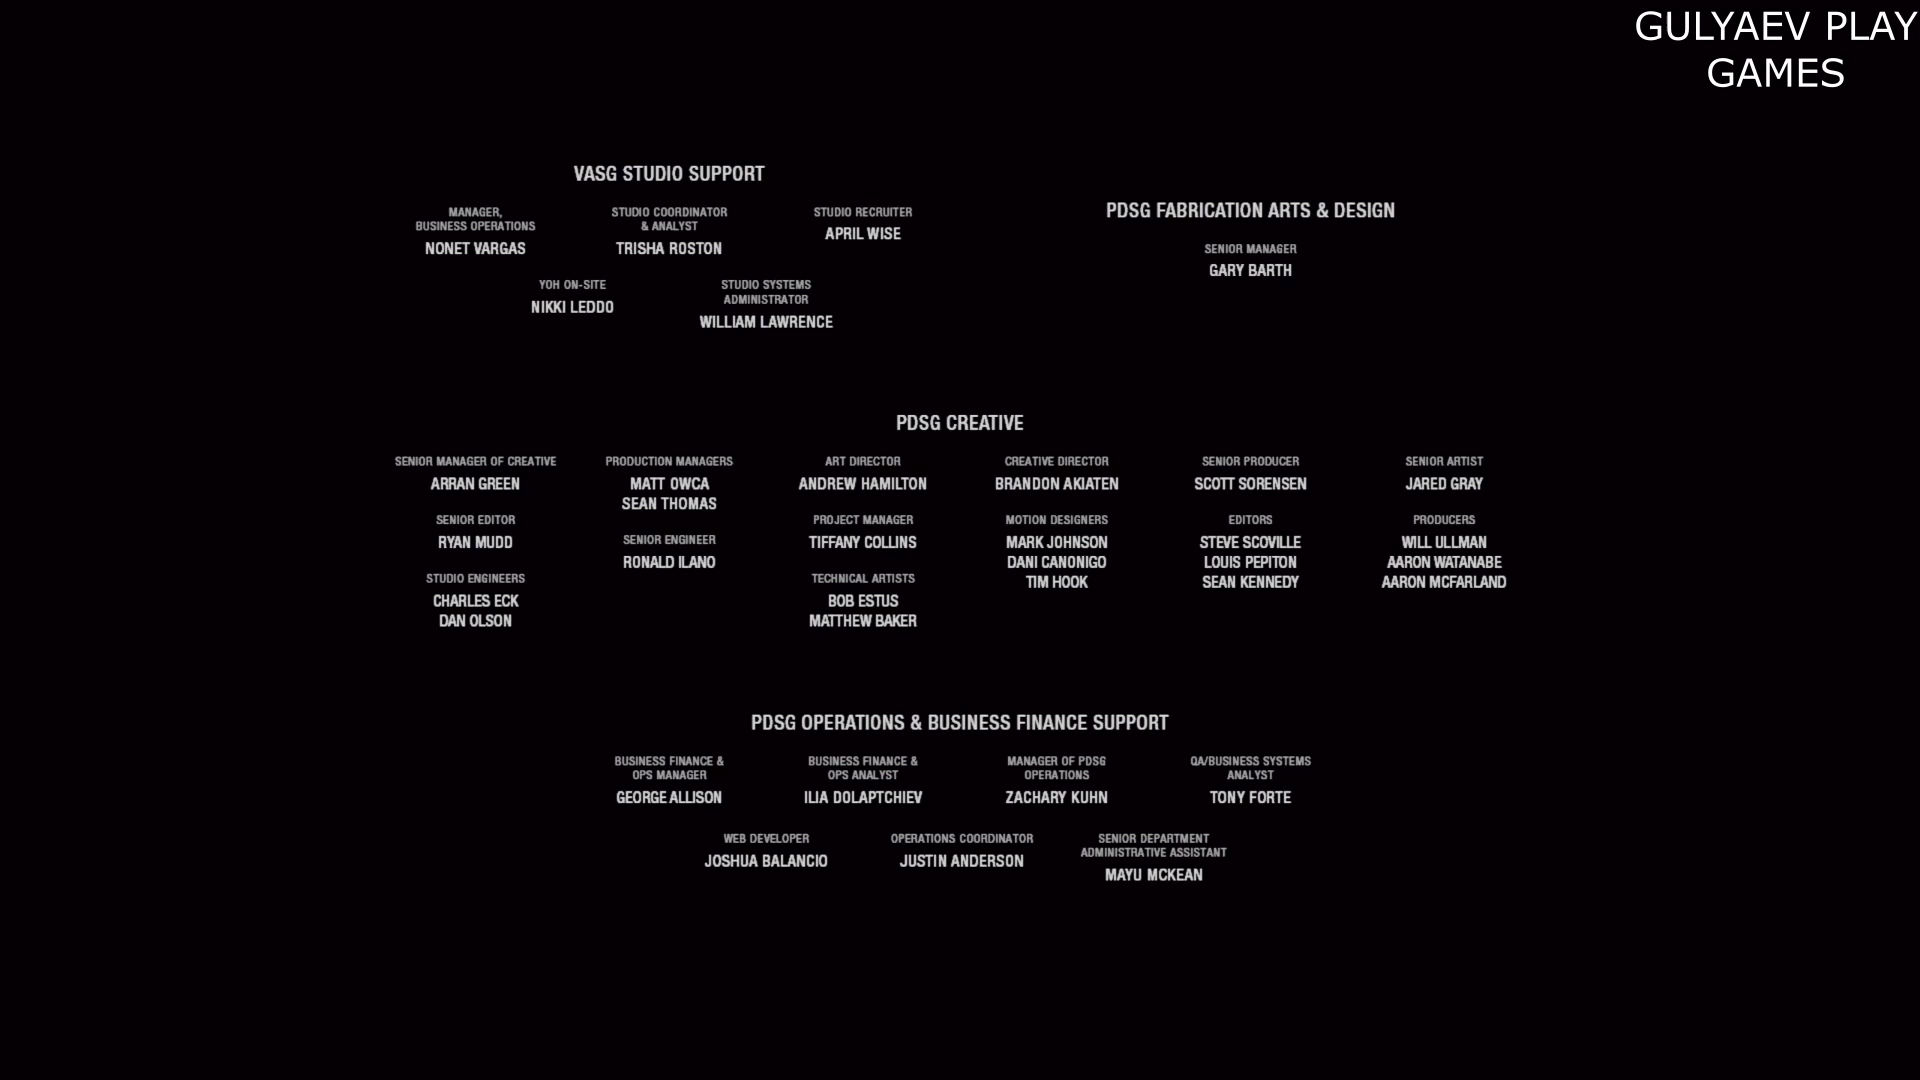 GULYAEV PLAY
GAMES
VASG STUDIO SUPPORT
MANAGER,
BUSINESS OPERATIONS
NONET VARGAS
STUDIO COORDINATOR
& ANALYST
TRISHA ROSTON
STUDIO RECRUITER
APRIL WISE
YOH ON-SITE
NIKKI LEDDO
STUDIO SYSTEMS
ADMINISTRATOR
WILLIAM LAWRENCE
PDSG FABRICATION ARTS & DESIGN
SENIOR MANAGER
GARY BARTH
PDSG CREATIVE
SENIOR MANAGER OF CREATIVE
ARRAN GREEN
SENIOR EDITOR
RYAN MUDD
STUDIO ENGINEERS
CHARLES ECK
DAN OLSON
PRODUCTION MANAGERS
MATT OWCA
SEAN THOMAS
SENIOR ENGINEER
RONALD ILANO
ART DIRECTOR
ANDREW HAMILTON
PROJECT MANAGER
TIFFANY COLLINS
TECHNICAL ARTISTS
BOB ESTUS
MATTHEW BAKER
CREATIVE DIRECTOR
BRANDON AKIATEN
MOTION DESIGNERS
MARK JOHNSON
DANI CANONIGO
TIM HOOK
SENIOR PRODUCER
SCOTT SORENSEN
EDITORS
STEVE SCOVILLE
LOUIS PEPITON
SEAN KENNEDY
SENIOR ARTIST
JARED GRAY
PRODUCERS
WILL ULLMAN
AARON WATANABE
AARON MCFARLAND
PDSG OPERATIONS & BUSINESS FINANCE SUPPORT
BUSINESS FINANCE &
OPS MANAGER
GEORGE ALLISON
BUSINESS FINANCE &
OPS ANALYST
ILIA DOLAPTCHIEV
MANAGER OF PDSG
OPERATIONS
ZACHARY KUHN
QA/BUSINESS SYSTEMS
ANALYST
TONY FORTE
WEB DEVELOPER
JOSHUA BALANCIO
OPERATIONS COORDINATOR
JUSTIN ANDERSON
SENIOR DEPARTMENT
ADMINISTRATIVE ASSISTANT
MAYU MCKEAN